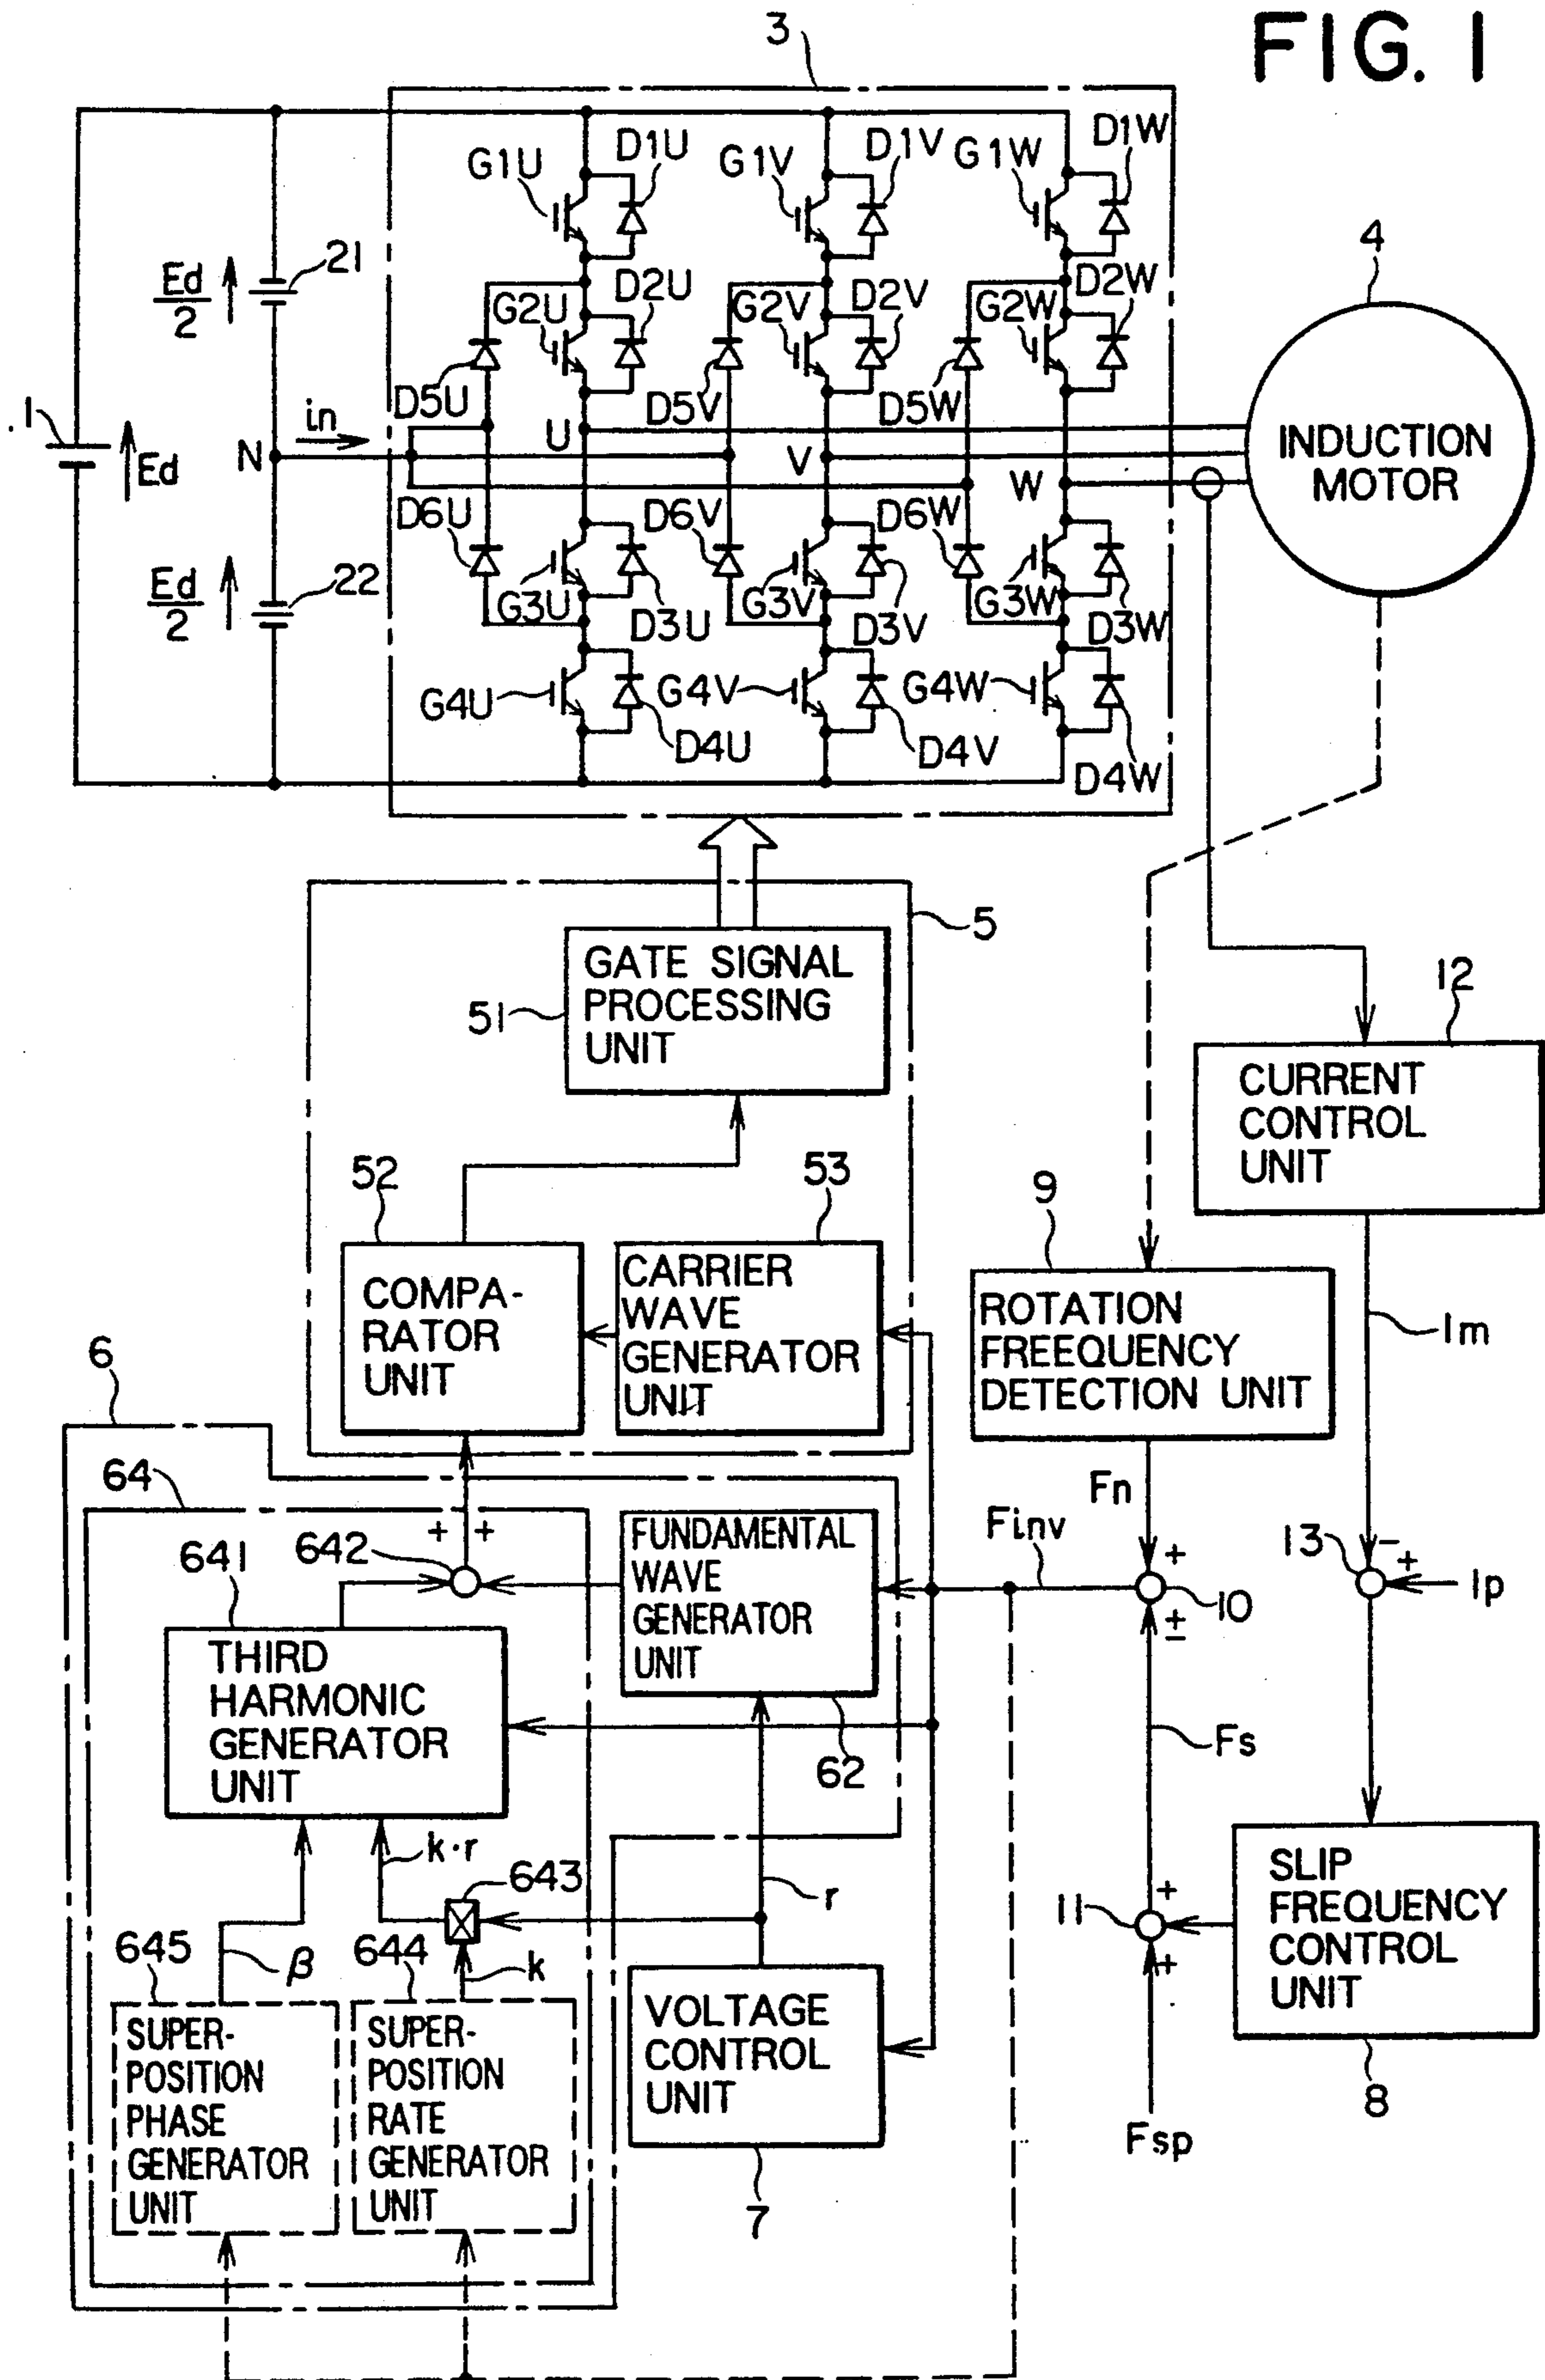 FIG. 1
3
G1U
D1U
G1V
D1V
G1W
D1W
Ed
2
21
G2U
D2U
G2V
D2V
G2W
D2W
4
D5U
D5V
D5W
.1
Ed
N
in
U
V
W
INDUCTION
MOTOR
D6U
D6V
D6W
Ed
2
22
G3U
D3U
G3V
D3V
G3W
D3W
G4U
D4U
G4V
D4V
G4W
D4W
5
51
GATE SIGNAL
PROCESSING
UNIT
12
CURRENT
CONTROL
UNIT
52
COMPA-
RATOR
UNIT
53
CARRIER
WAVE
GENERATOR
UNIT
9
ROTATION
FREEQUENCY
DETECTION UNIT
Im
6
64
641
642
+ +
FUNDAMENTAL
WAVE
GENERATOR
UNIT
62
Finv
Fn
+
10
±
13
-
+
Ip
THIRD
HARMONIC
GENERATOR
UNIT
Fs
k·r
643
r
11
+
+
SLIP
FREQUENCY
CONTROL
UNIT
8
645
β
644
k
SUPER-
POSITION
PHASE
GENERATOR
UNIT
SUPER-
POSITION
RATE
GENERATOR
UNIT
VOLTAGE
CONTROL
UNIT
7
Fsp